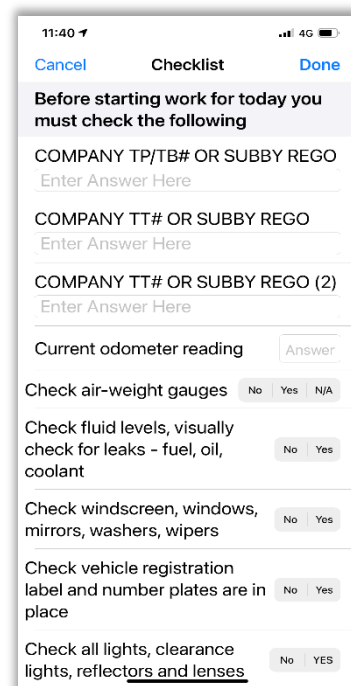 11:40 4G
Cancel Checklist Done
Before starting work for today you
must check the following
COMPANY TP/TB# OR SUBBY REGO
Enter Answer Here
COMPANY TT# OR SUBBY REGO
Enter Answer Here
COMPANY TT# OR SUBBY REGO (2)
Enter Answer Here
Current odometer reading Answer
Check air-weight gauges No Yes N/A
Check fluid levels, visually
check for leaks - fuel, oil, No Yes
coolant
Check windscreen, windows,
mirrors, washers, wipers No Yes
Check vehicle registration
label and number plates are in No Yes
place
Check all lights, clearance
lights, reflectors and lenses No YES